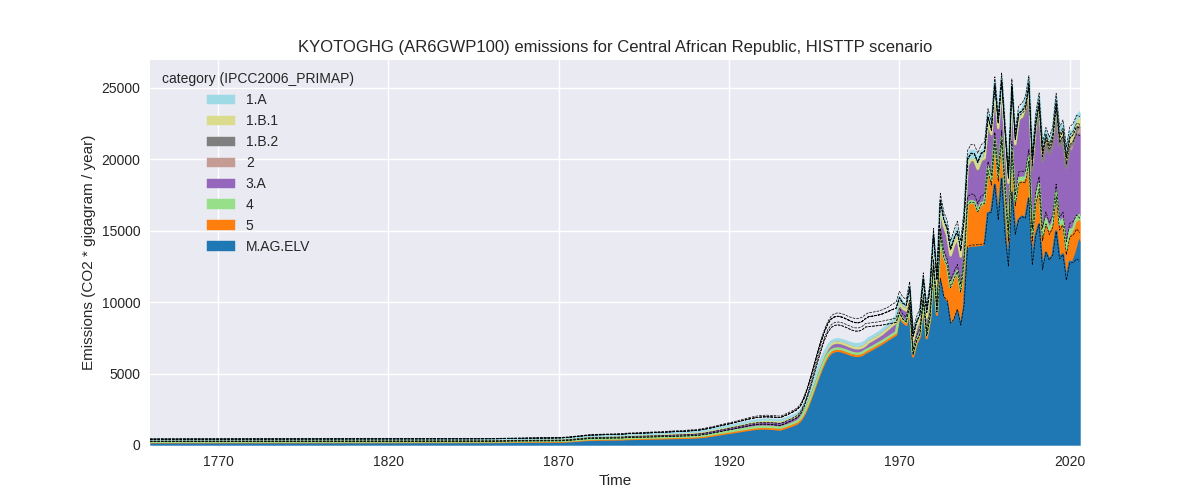 KYOTOGHG (AR6GWP100) emissions for Central African Republic, HISTTP scenario
category (IPCC2006_PRIMAP)
1.A
1.B.1
1.B.2
2
3.A
4
5
M.AG.ELV
Emissions (CO2 * gigagram / year)
25000
20000
15000
10000
5000
0
1770
1820
1870
1920
1970
2020
Time